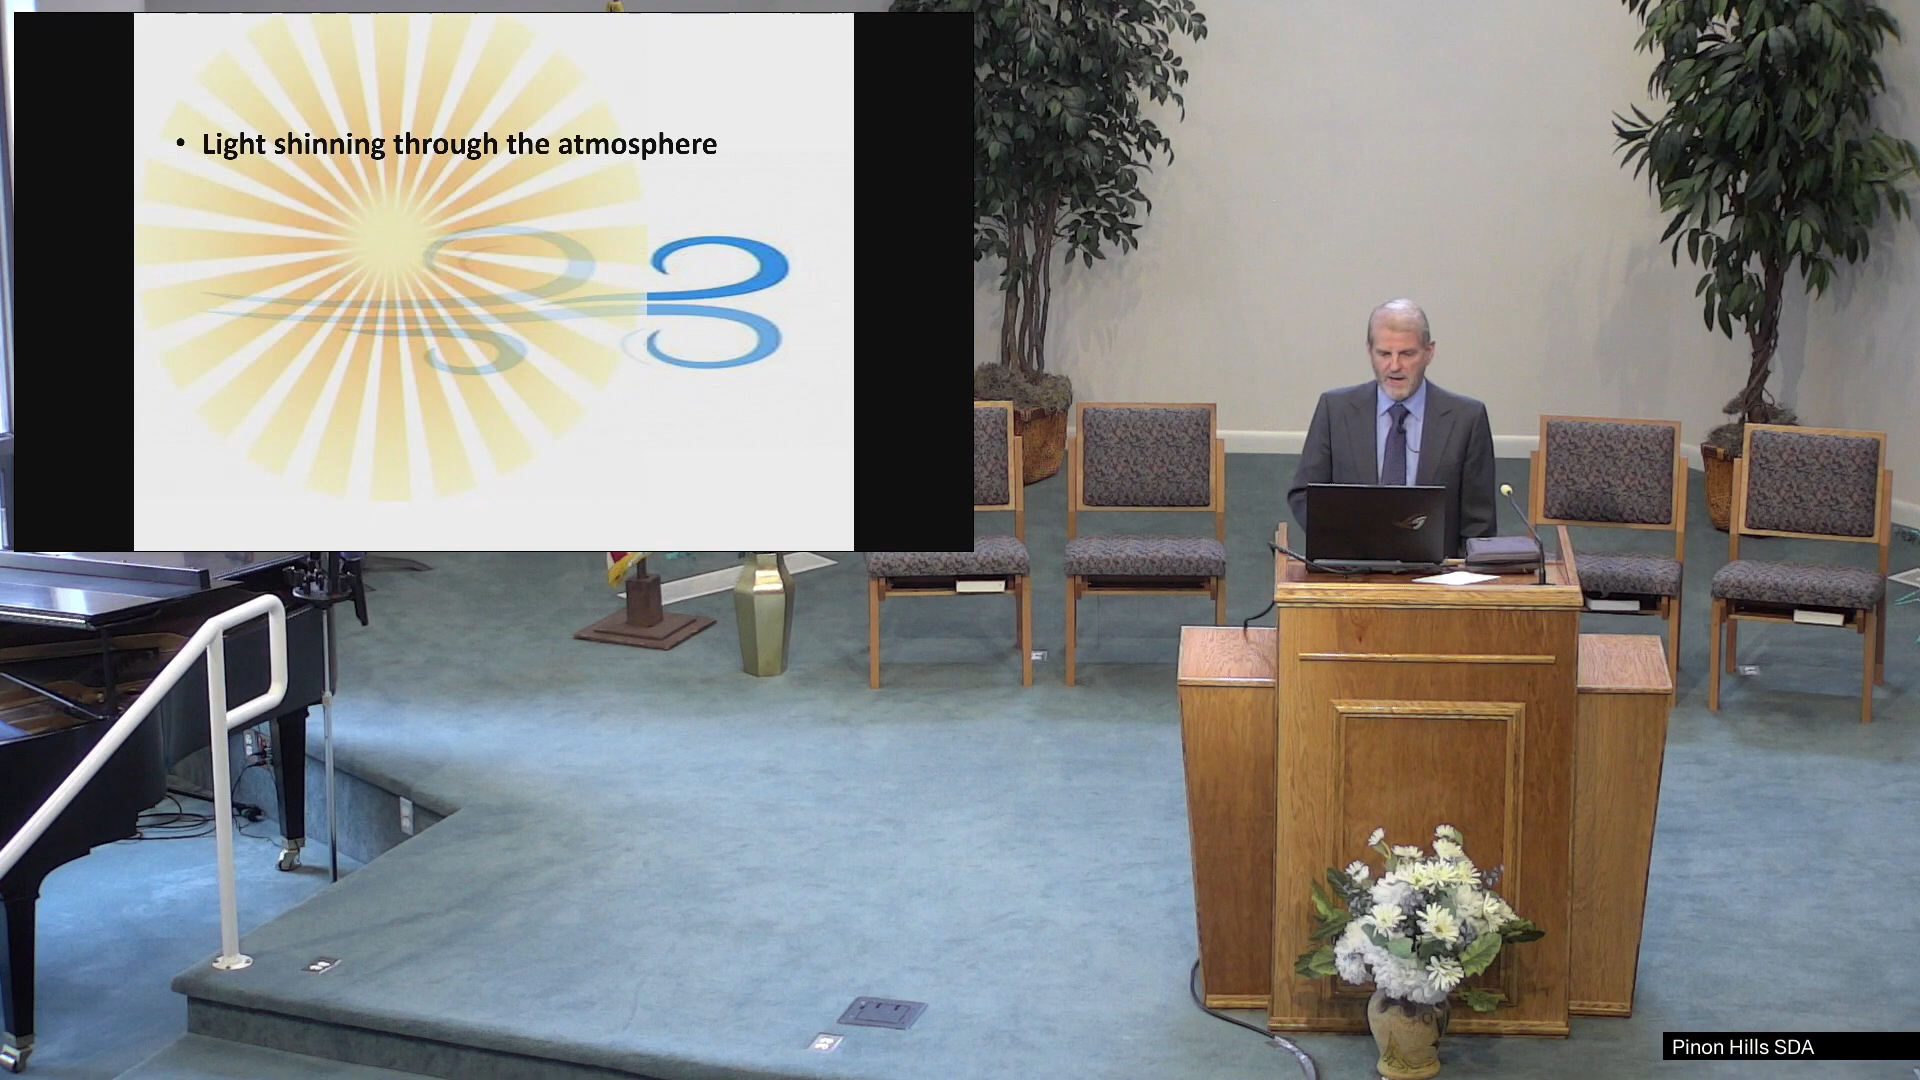 • Light shinning through the atmosphere
Pinon Hills SDA